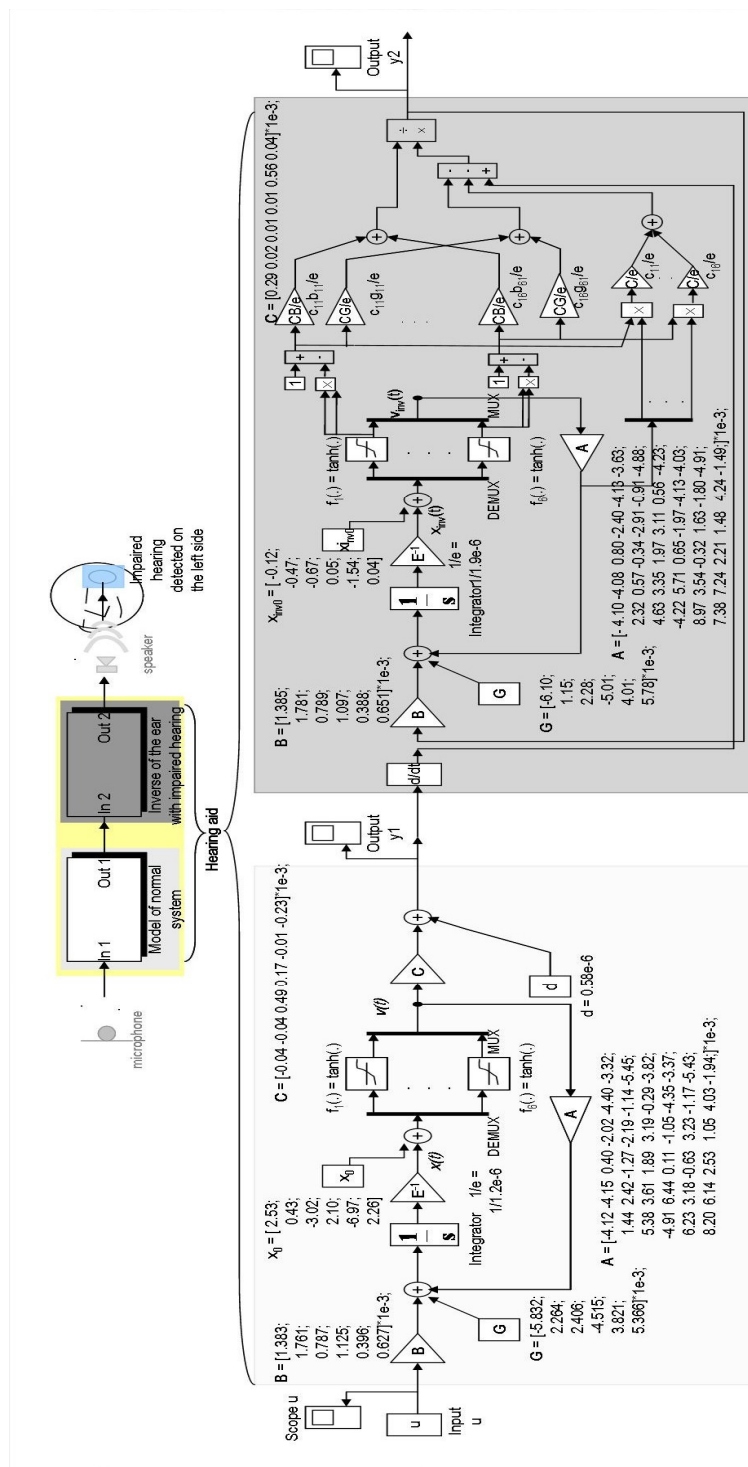 microphone
In 1
Out 1
Model of normal
system
In 2
Out 2
Inverse of the ear
with impaired hearing
Hearing aid
speaker
Impaired
hearing
detected on
the left side
Scope u
u
Input
u
B = [1.383;
1.761;
0.787;
1.125;
0.396;
0.627]*1e-3;
B
+
G
G = [-5.832;
2.264;
2.406;
-4.515;
3.821;
5.366]*1e-3;
1
s
Integrator
x0 = [ 2.53;
0.43;
-3.02;
2.10;
-6.97;
2.26]
E-1
x(t)
1/e =
1/1.2e-6
x0
+
f1(.) = tanh(.)
f6(.) = tanh(.)
DEMUX
MUX
v(t)
A
A = [-4.12 -4.15 0.40 -2.02 -4.40 -3.32;
1.44 2.42 -1.27 -2.19 -1.14 -5.45;
5.38 3.61 1.89 3.19 -0.29 -3.82;
-4.91 6.44 0.11 -1.05 -4.35 -3.37;
6.23 3.18 -0.63 3.23 -1.17 -5.43;
8.20 6.14 2.53 1.05 4.03 -1.94;]*1e-3;
C = [-0.04 -0.04 0.49 0.17 -0.01 -0.23]*1e-3;
C
+
d
d = 0.58e-6
Output
y1
d/dt
B = [1.385;
1.781;
0.789;
1.097;
0.388;
0.651]*1e-3;
B
+
G
G = [-6.10;
1.15;
2.28;
-5.01;
4.01;
5.78]*1e-3;
1
s
Integrator1
xinv0 = [ -0.12;
-0.47;
-0.67;
0.05;
-1.54;
0.04]
E-1
xinv(t)
1/e =
1/1.9e-6
xinv0
+
f1(.) = tanh(.)
f6(.) = tanh(.)
DEMUX
MUX
vinv(t)
A
A = [ -4.10 -4.08 0.80 -2.40 -4.13 -3.63;
2.32 0.57 -0.34 -2.91 -0.91 -4.88;
4.63 3.35 1.97 3.11 0.56 -4.23;
-4.22 5.71 0.65 -1.97 -4.13 -4.03;
8.97 3.54 -0.32 1.63 -1.80 -4.91;
7.38 7.24 2.21 1.48 4.24 -1.49;]*1e-3;
1
X
+
-
1
X
+
-
C = [0.29 0.02 0.01 0.01 0.56 0.04]*1e-3;
CB/e
c11b11/e
CG/e
c11g11/e
CB/e
c16b61/e
CG/e
c16g61/e
X
C/e
c11/e
X
C/e
c16/e
+
+
+
-
-
+
÷
×
Output
y2